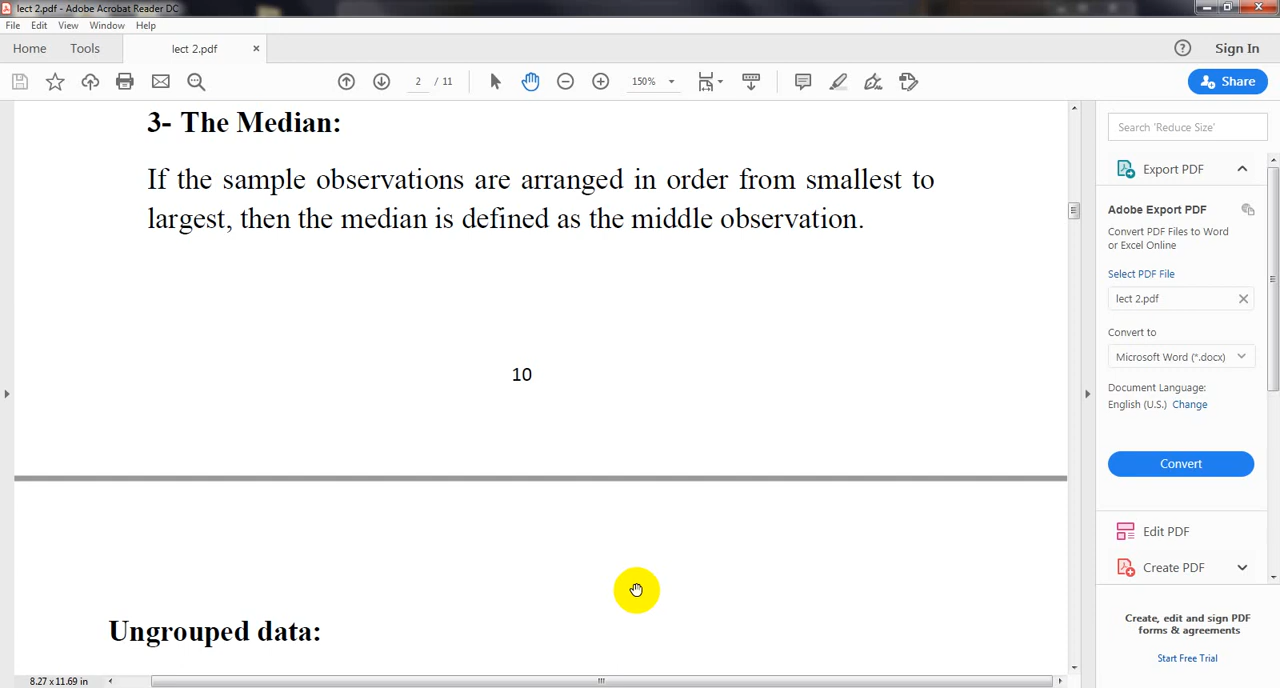 lect 2.pdf - Adobe Acrobat Reader DC
File Edit View Window Help
Home Tools lect 2.pdf × Sign In
2 / 11 150% Share
3- The Median:
If the sample observations are arranged in order from smallest to
largest, then the median is defined as the middle observation.
10
Ungrouped data:
8.27 x 11.69 in
Search 'Reduce Size'
Export PDF
Adobe Export PDF
Convert PDF Files to Word
or Excel Online
Select PDF File
lect 2.pdf
Convert to
Microsoft Word (*.docx)
Document Language:
English (U.S.) Change
Convert
Edit PDF
Create PDF
Create, edit and sign PDF
forms & agreements
Start Free Trial